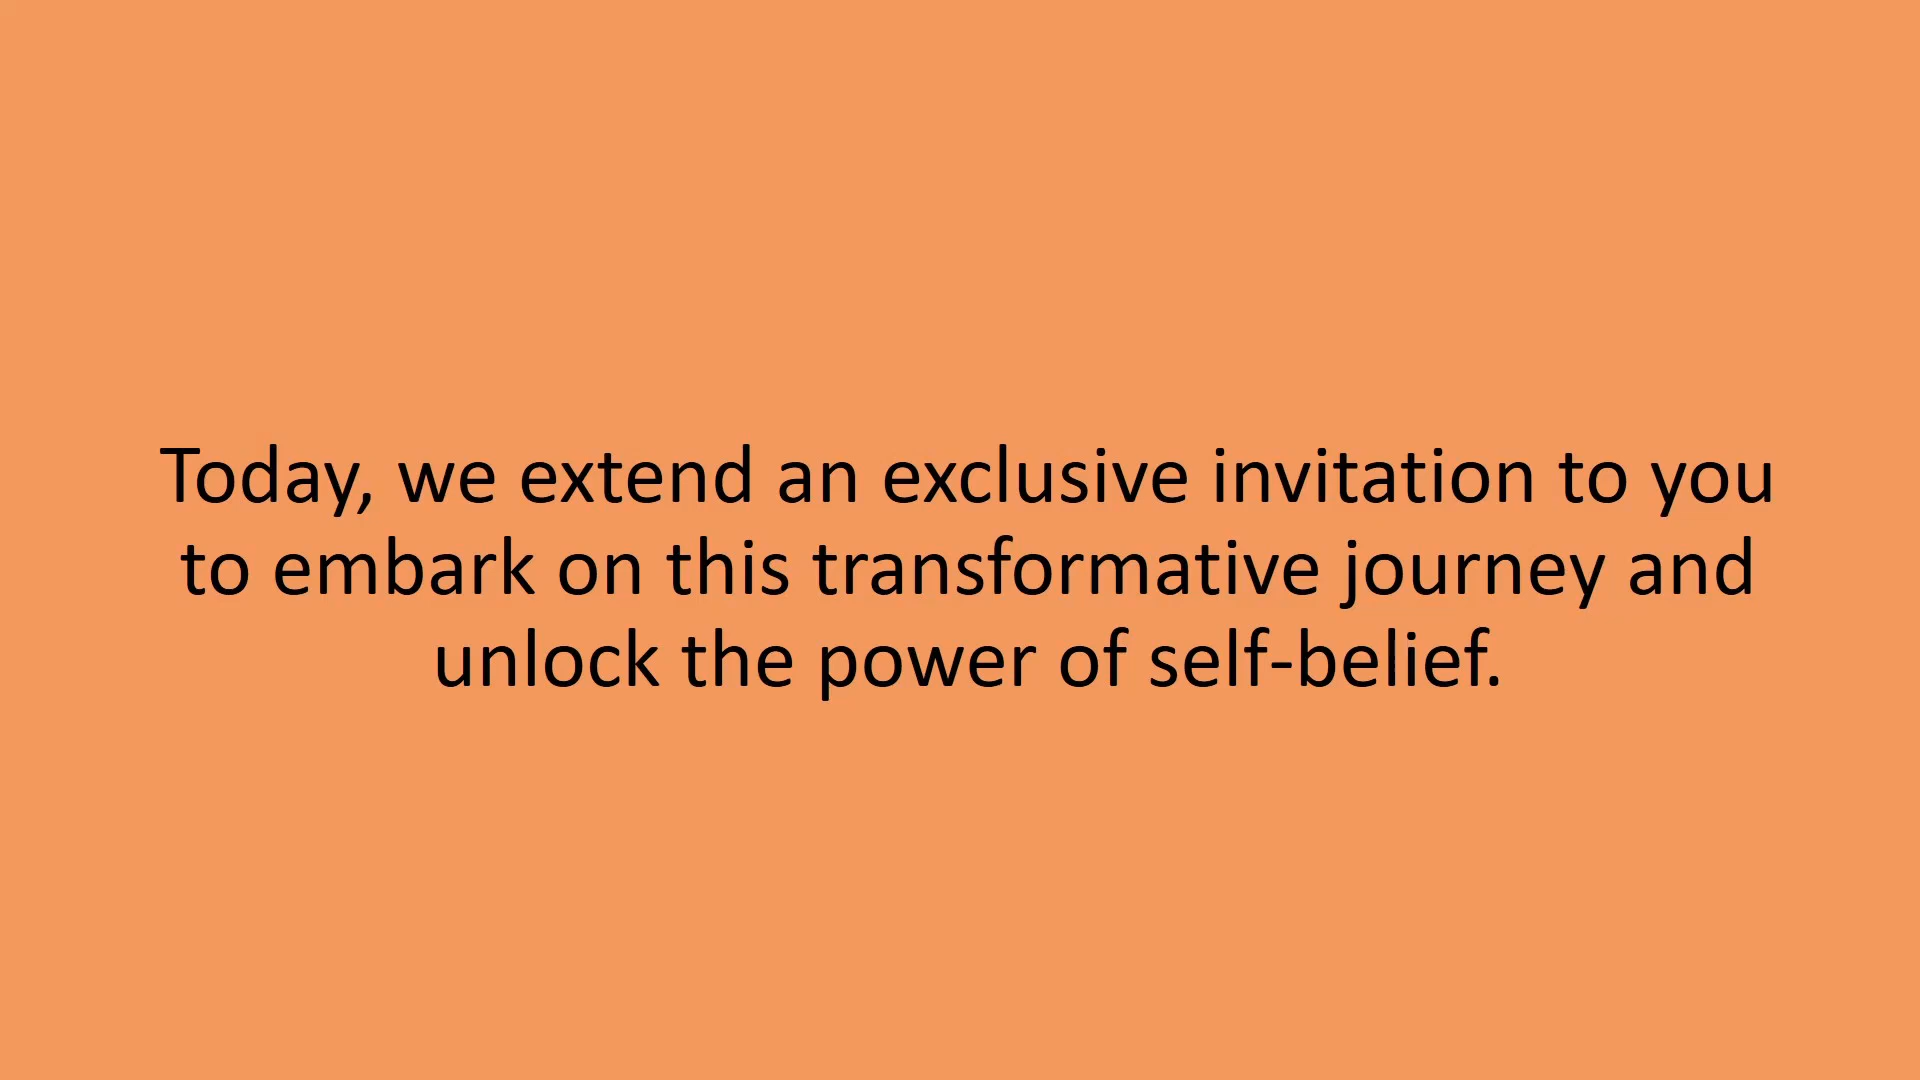 Today, we extend an exclusive invitation to you
to embark on this transformative journey and
unlock the power of self-belief.